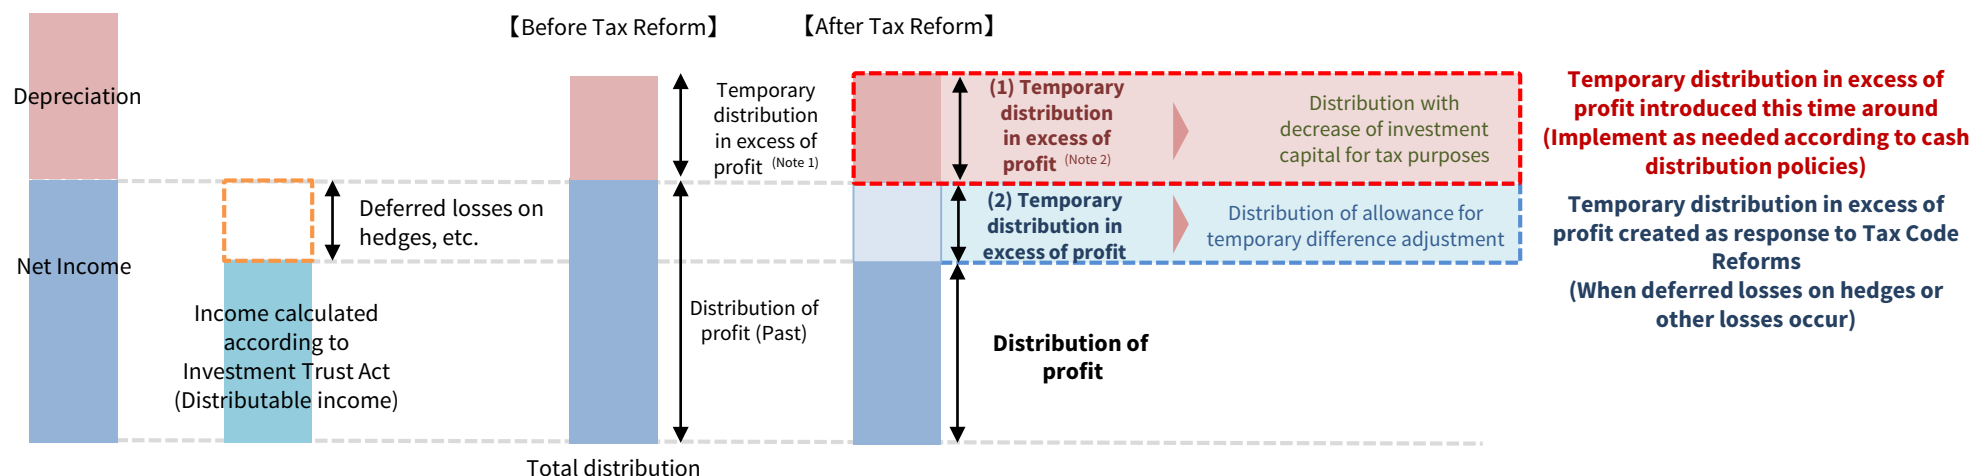 【Before Tax Reform】
【After Tax Reform】
Depreciation
Net Income
Deferred losses on
hedges, etc.
Income calculated
according to
Investment Trust Act
(Distributable income)
Temporary
distribution
in excess of
profit (Note 1)
Distribution of
profit (Past)
Total distribution
(1) Temporary
distribution
in excess of
profit (Note 2)
Distribution with
decrease of investment
capital for tax purposes
(2) Temporary
distribution in
excess of profit
Distribution of allowance for
temporary difference adjustment
Distribution of
profit
Temporary distribution in excess of
profit introduced this time around
(Implement as needed according to cash
distribution policies)
Temporary distribution in excess of
profit created as response to Tax Code
Reforms
(When deferred losses on hedges or
other losses occur)